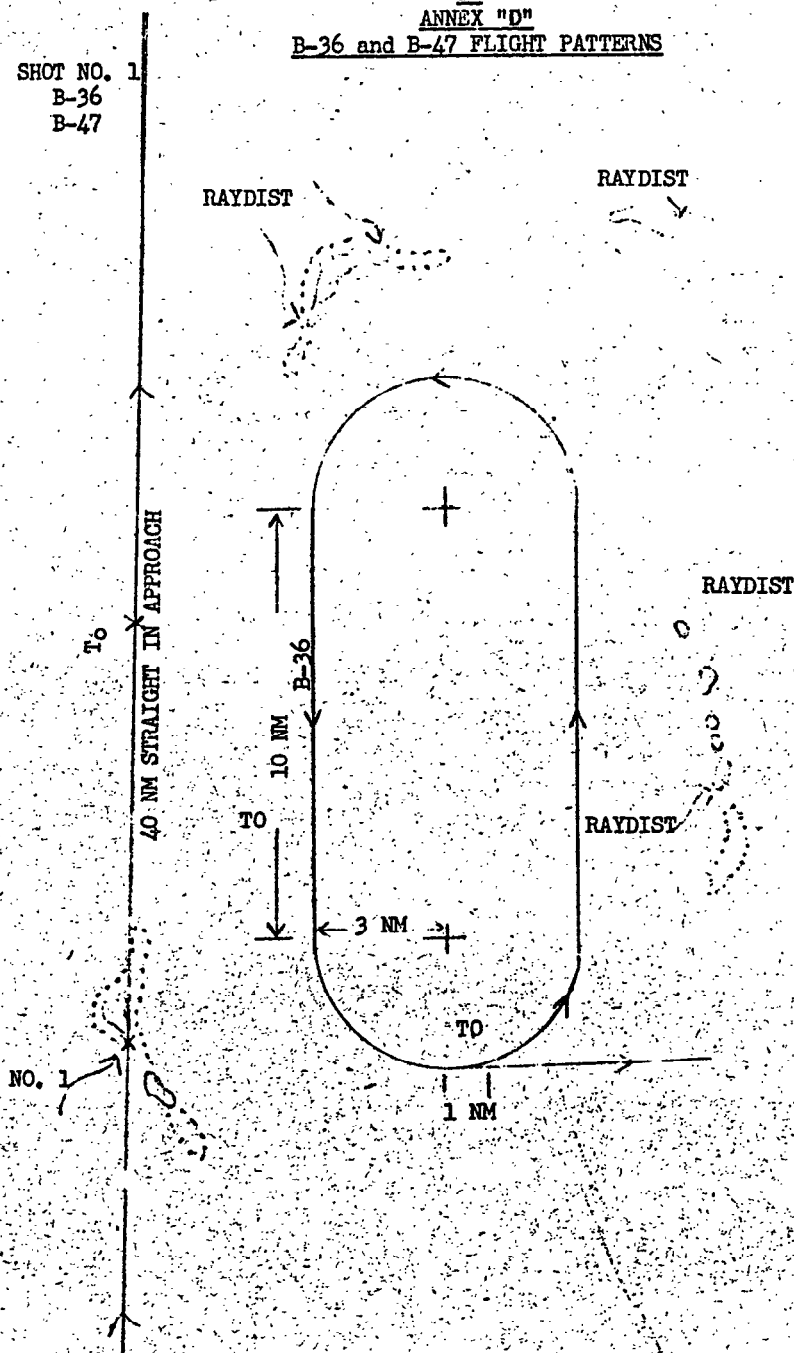 ANNEX "D"
B-36 and B-47 FLIGHT PATTERNS
SHOT NO. 1
B-36
B-47
RAYDIST
RAYDIST
40 NM STRAIGHT IN APPROACH
To
B-36
10 NM
RAYDIST
TO
RAYDIST
3 NM
TO
NO. 1
1 NM